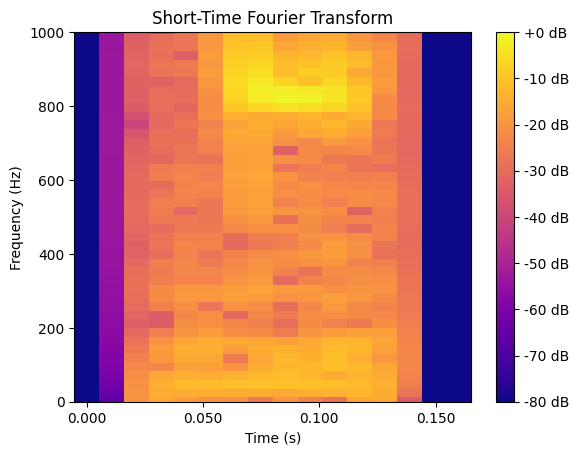 Short-Time Fourier Transform
1000
800
600
400
200
0
Frequency (Hz)
0.000
0.050
0.100
0.150
Time (s)
+0 dB
-10 dB
-20 dB
-30 dB
-40 dB
-50 dB
-60 dB
-70 dB
-80 dB